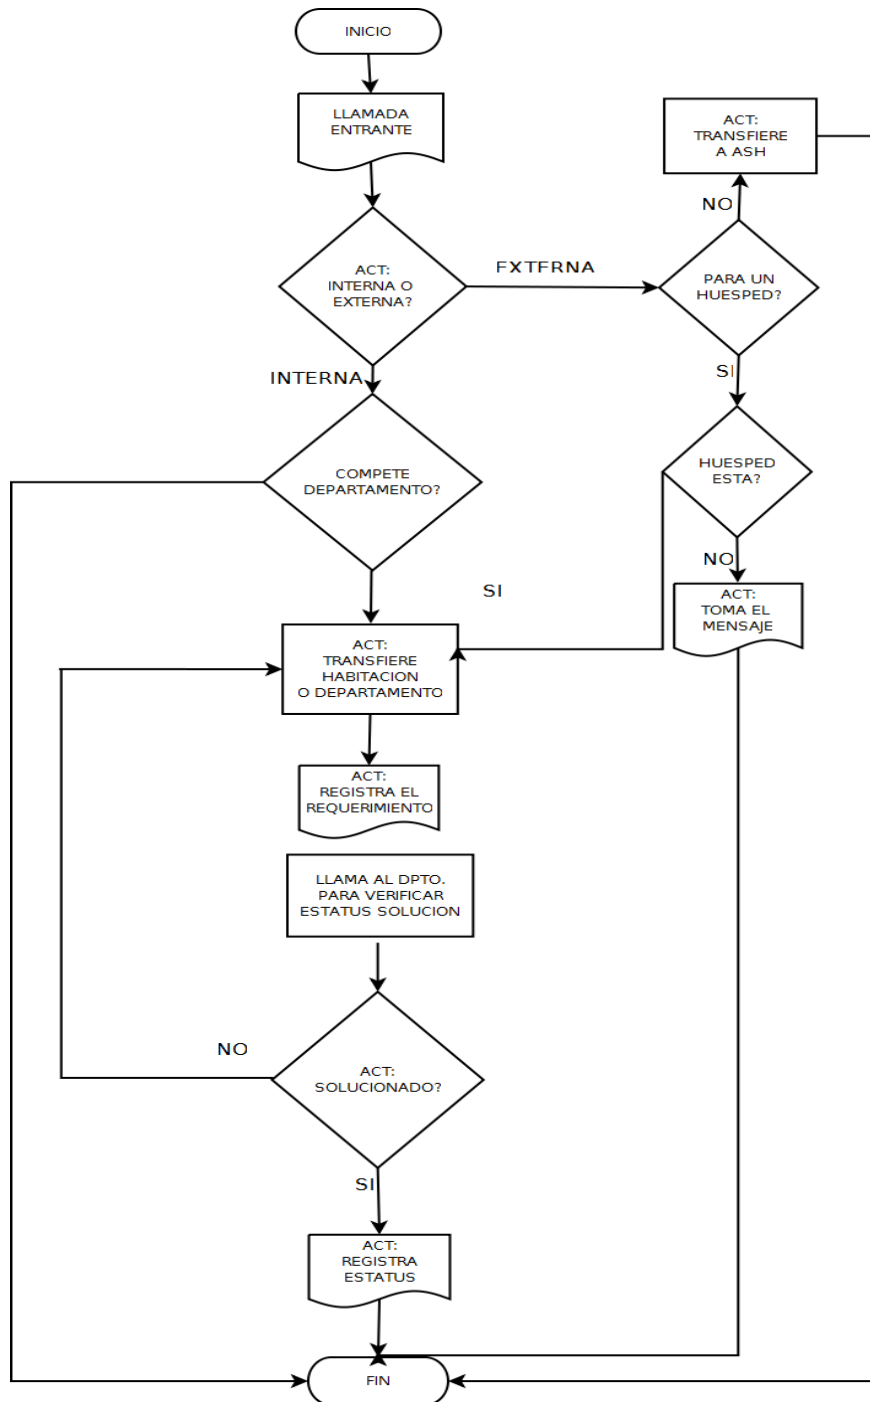 INICIO
LLAMADA
ENTRANTE
ACT:
TRANSFIERE
A ASH
NO
ACT:
INTERNA O
EXTERNA?
EXTERNA
PARA UN
HUESPED?
INTERNA
SI
COMPETE
DEPARTAMENTO?
HUESPED
ESTA?
SI
NO
ACT:
TOMA EL
MENSAJE
ACT:
TRANSFIERE
HABITACION
O DEPARTAMENTO
ACT:
REGISTRA EL
REQUERIMIENTO
LLAMA AL DPTO.
PARA VERIFICAR
ESTATUS SOLUCION
NO
ACT:
SOLUCIONADO?
SI
ACT:
REGISTRA
ESTATUS
FIN